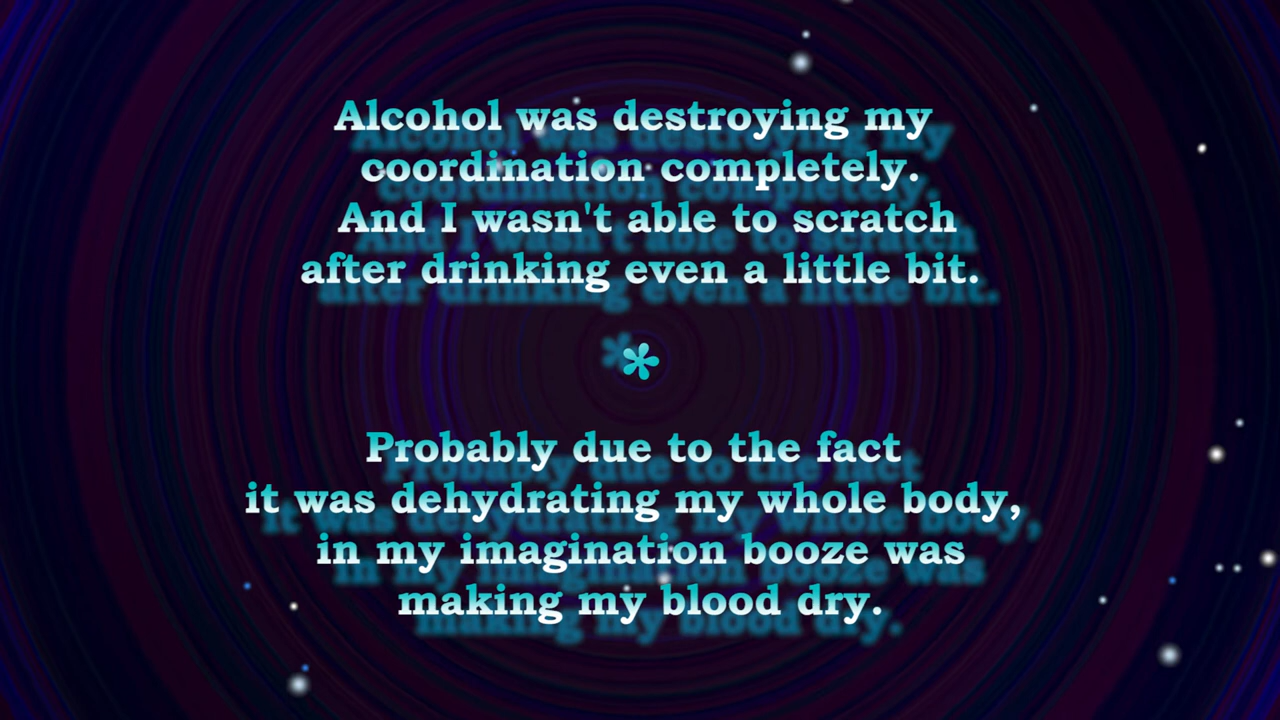 Alcohol was destroying my
coordination completely.
And I wasn't able to scratch
after drinking even a little bit.
*
Probably due to the fact
it was dehydrating my whole body,
in my imagination booze was
making my blood dry.